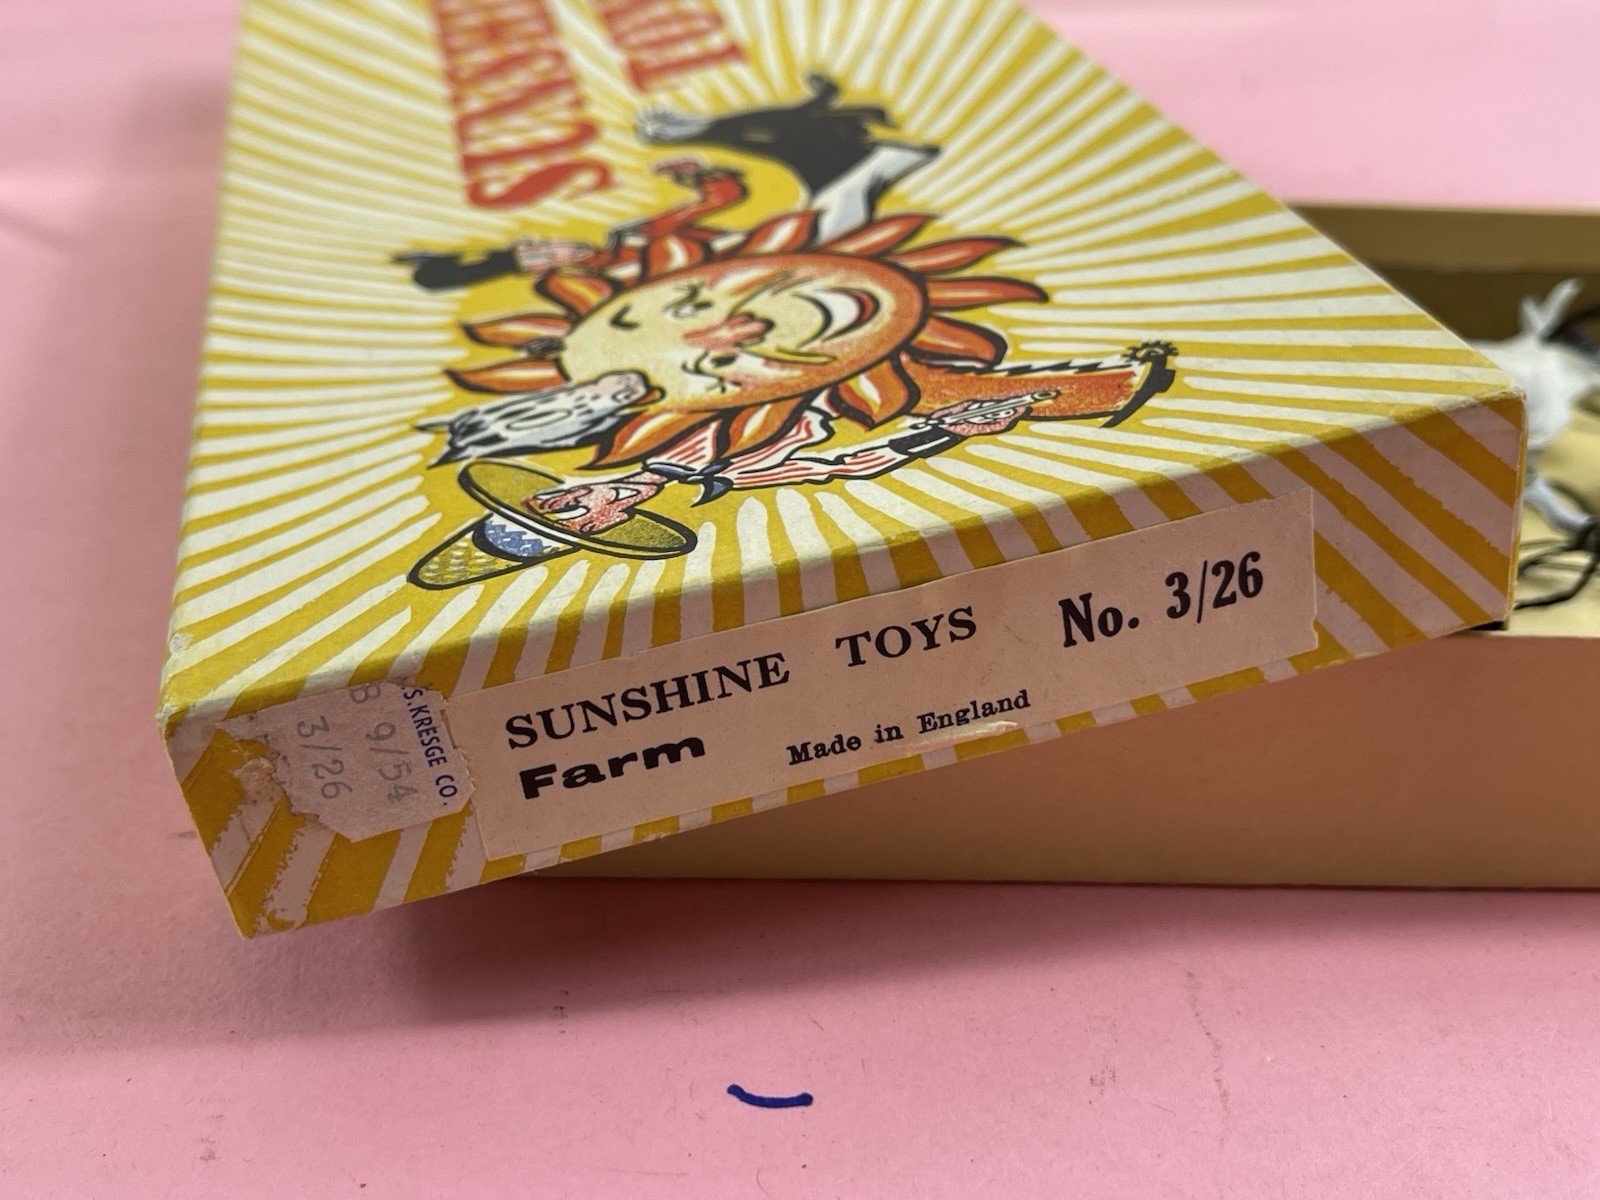 SUNSHINE TOYS No. 3/26
Farm Made in England
S.KRESGE CO.
B 9/54
3/26